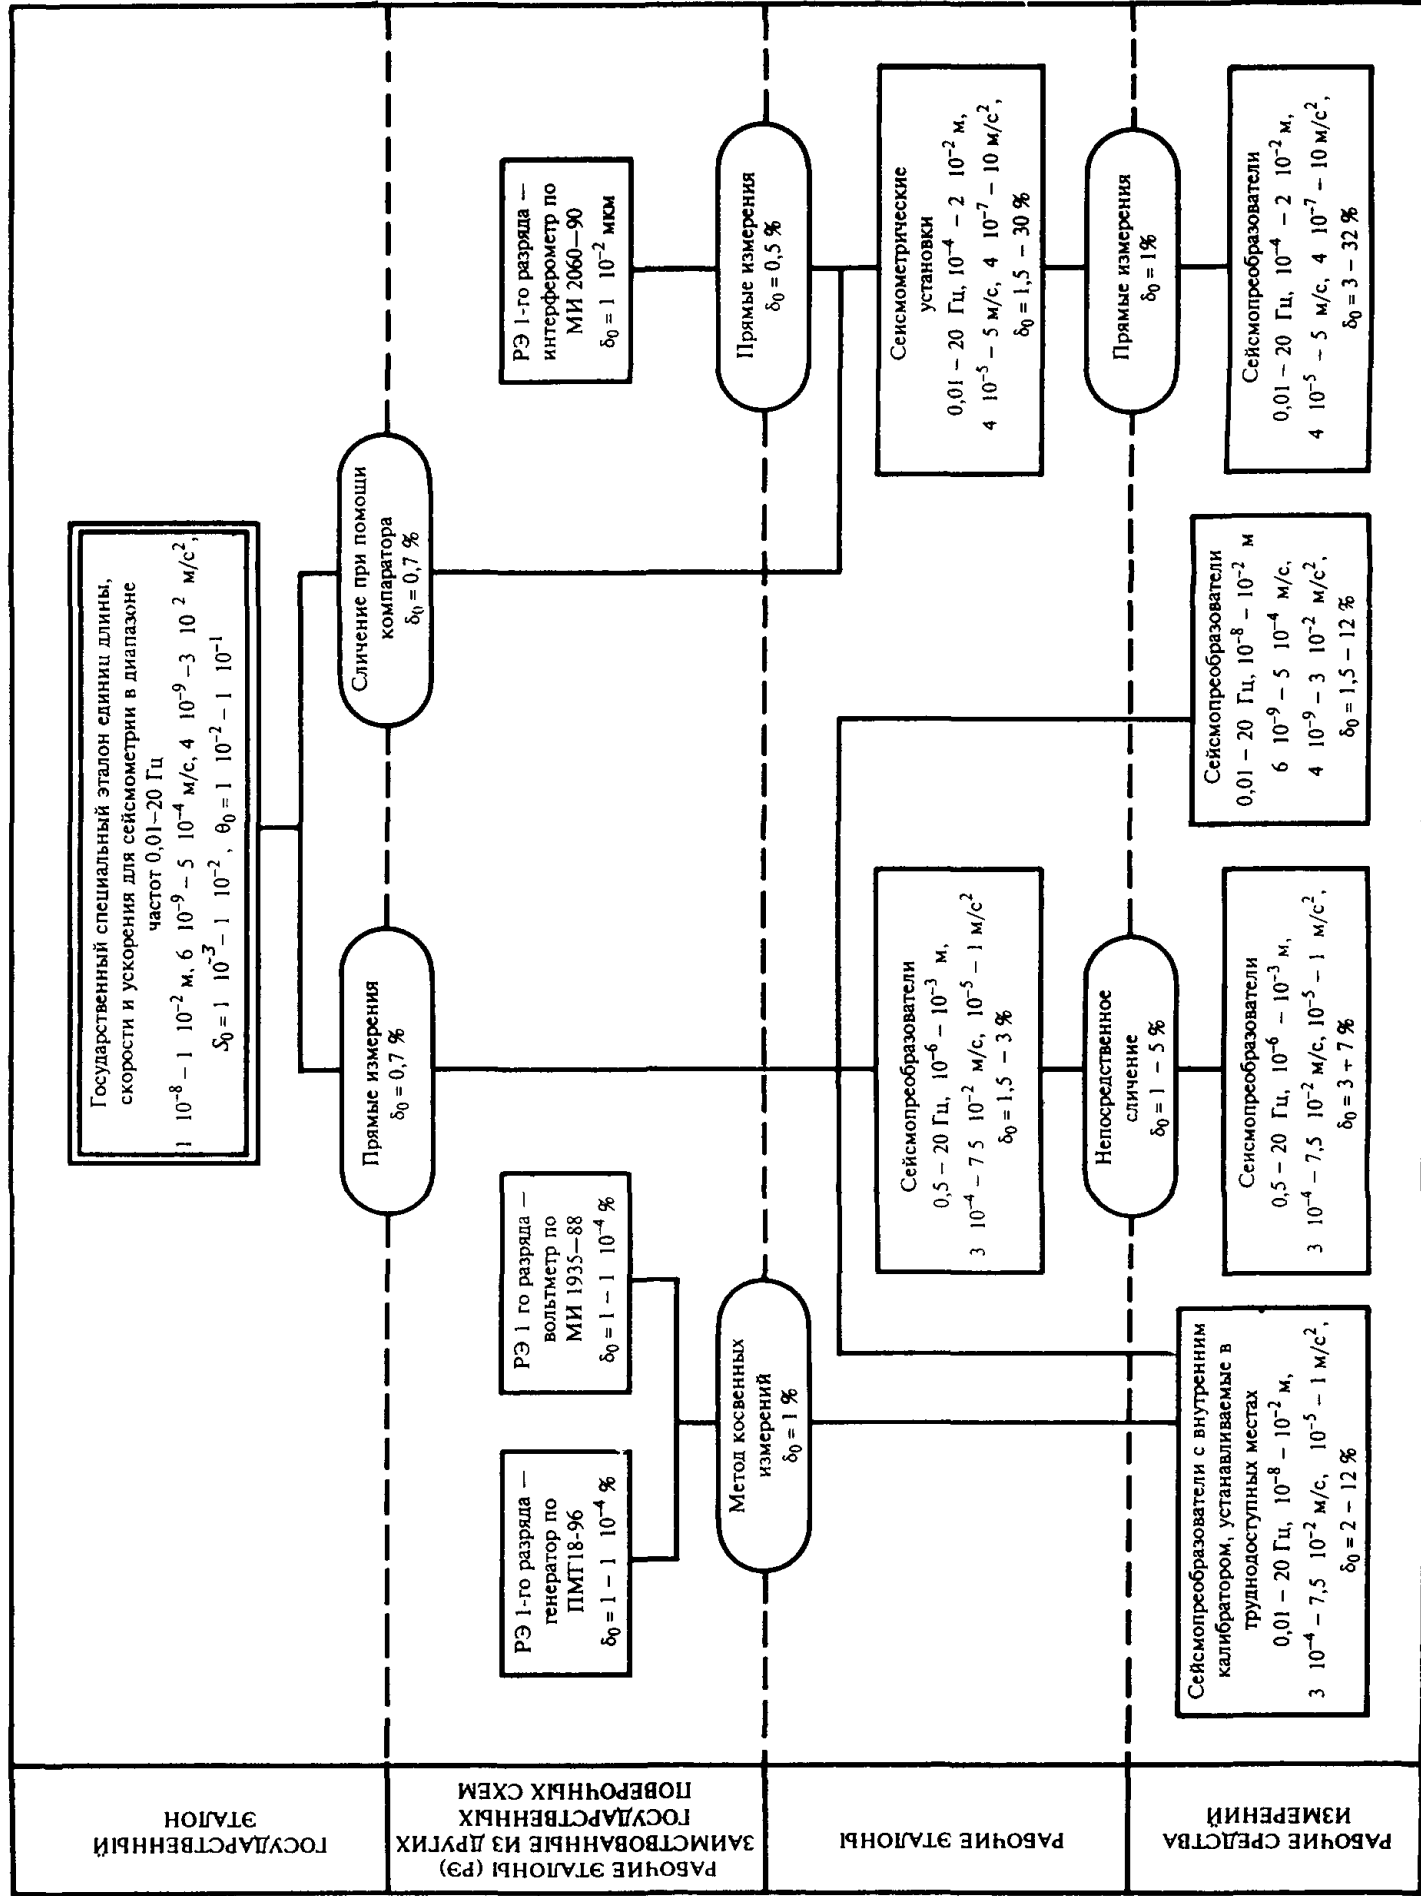 ГОСУДАРСТВЕННЫЙ
ЭТАЛОН
Государственный специальный эталон единиц длины,
скорости и ускорения для сейсмометрии в диапазоне
частот 0,01–20 Гц
1 10⁻⁸ – 1 10⁻² м, 6 10⁻⁹ – 5 10⁻⁴ м/с, 4 10⁻⁹ –3 10⁻² м/с²,
S₀ = 1 10⁻³ – 1 10⁻² , θ₀ = 1 10⁻² – 1 10⁻¹
Прямые измерения
δ₀ = 0,7 %
Сличение при помощи
компаратора
δ₀ = 0,7 %
РАБОЧИЕ ЭТАЛОНЫ (РЭ)
ЗАИМСТВОВАННЫЕ ИЗ ДРУГИХ
ГОСУДАРСТВЕННЫХ
ПОВЕРОЧНЫХ СХЕМ
РЭ 1-го разряда —
генератор по
ПМГ18-96
δ₀ = 1 – 1 10⁻⁴ %
РЭ 1 го разряда —
вольтметр по
МИ 1935—88
δ₀ = 1 – 1 10⁻⁴ %
РЭ 1-го разряда —
интерферометр по
МИ 2060—90
δ₀ = 1 10⁻² мкм
Метод косвенных
измерений
δ₀ = 1 %
Прямые измерения
δ₀ = 0,5 %
РАБОЧИЕ ЭТАЛОНЫ
Сейсмопреобразователи
0,5 – 20 Гц, 10⁻⁶ – 10⁻³ м,
3 10⁻⁴ – 7 5 10⁻² м/с, 10⁻⁵ – 1 м/с²
δ₀ = 1,5 – 3 %
Сеисмометрические
установки
0,01 – 20 Гц, 10⁻⁴ – 2 10⁻² м,
4 10⁻⁵ – 5 м/с, 4 10⁻⁷ – 10 м/с²,
δ₀ = 1,5 – 30 %
Непосредственное
сличение
δ₀ = 1 – 5 %
Прямые измерения
δ₀ = 1%
РАБОЧИЕ СРЕДСТВА
ИЗМЕРЕНИЙ
Сейсмопреобразователи с внутренним
калибратором, устанавливаемые в
труднодоступных местах
0,01 – 20 Гц, 10⁻⁸ – 10⁻² м,
3 10⁻⁴ – 7,5 10⁻² м/с, 10⁻⁵ – 1 м/с²,
δ₀ = 2 – 12 %
Сеисмопреобразователи
0,5 – 20 Гц, 10⁻⁶ – 10⁻³ м,
3 10⁻⁴ – 7,5 10⁻² м/с, 10⁻⁵ – 1 м/с²,
δ₀ = 3 ÷ 7 %
Сейсмопреобразователи
0,01 – 20 Гц, 10⁻⁸ – 10⁻² м
6 10⁻⁹ – 5 10⁻⁴ м/с,
4 10⁻⁹ – 3 10⁻² м/с²,
δ₀ = 1,5 – 12 %
Сейсмопреобразователи
0,01 – 20 Гц, 10⁻⁴ – 2 10⁻² м,
4 10⁻⁵ – 5 м/с, 4 10⁻⁷ – 10 м/с²,
δ₀ = 3 – 32 %